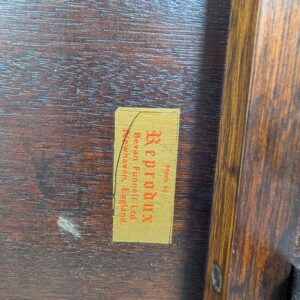 Made by
Reprodux
Bevan Funnell Ltd
Newhaven, England